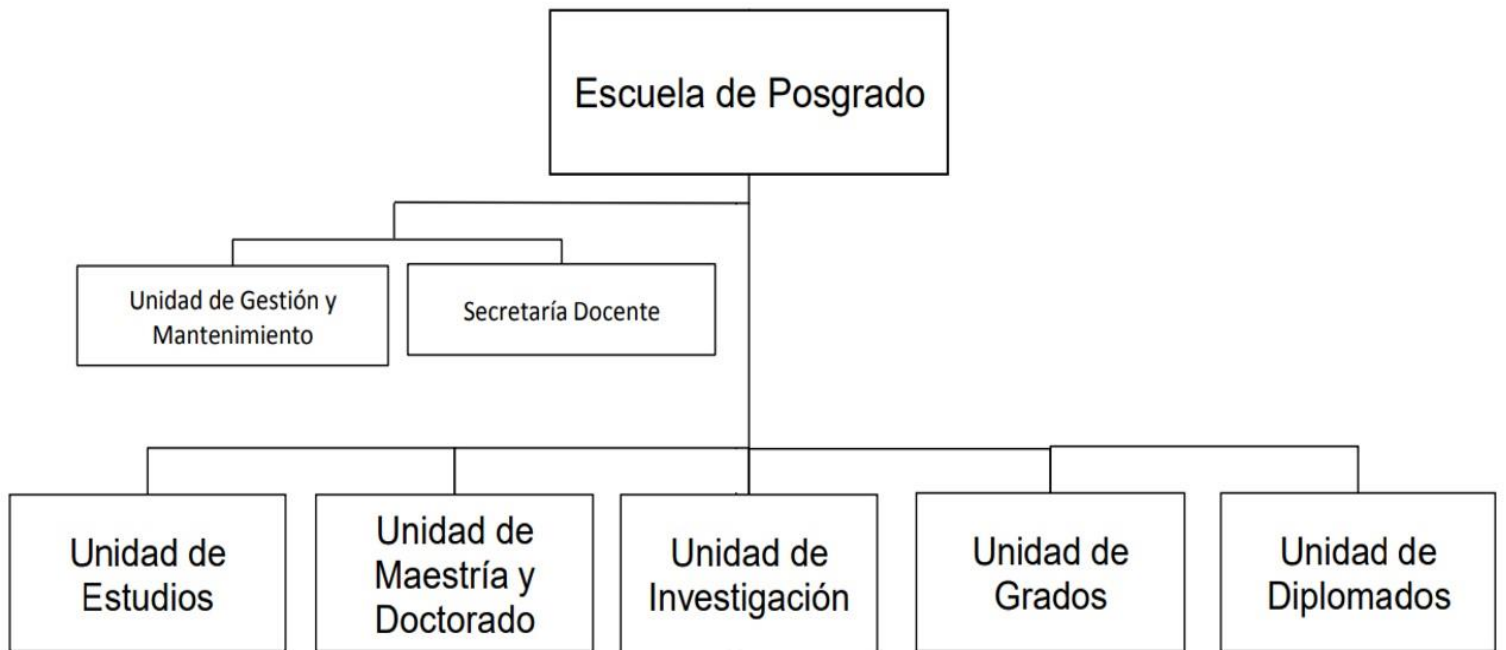 Escuela de Posgrado
Unidad de Gestión y
Mantenimiento
Secretaría Docente
Unidad de
Estudios
Unidad de
Maestría y
Doctorado
Unidad de
Investigación
Unidad de
Grados
Unidad de
Diplomados